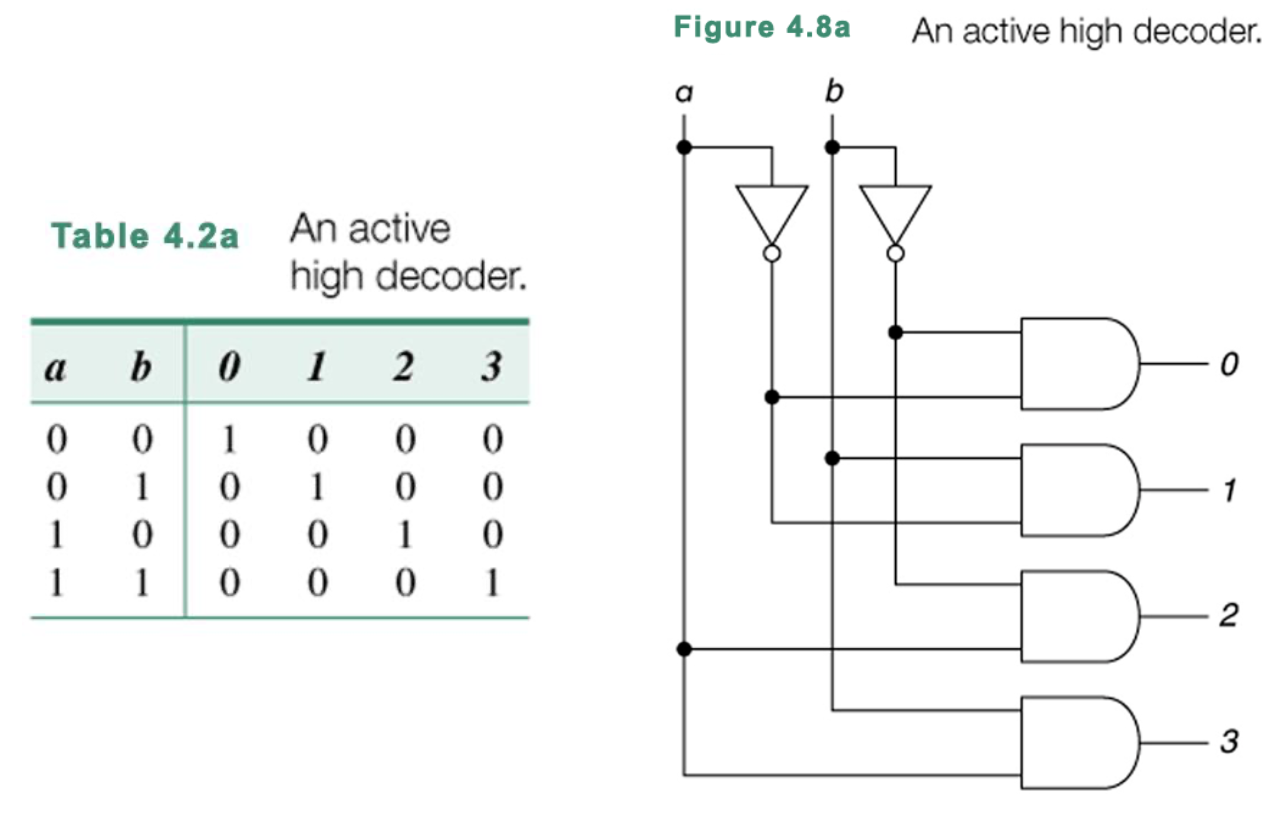 Table 4.2a An active
high decoder.
a b 0 1 2 3
0 0 1 0 0 0
0 1 0 1 0 0
1 0 0 0 1 0
1 1 0 0 0 1
Figure 4.8a An active high decoder.
a b
0
1
2
3